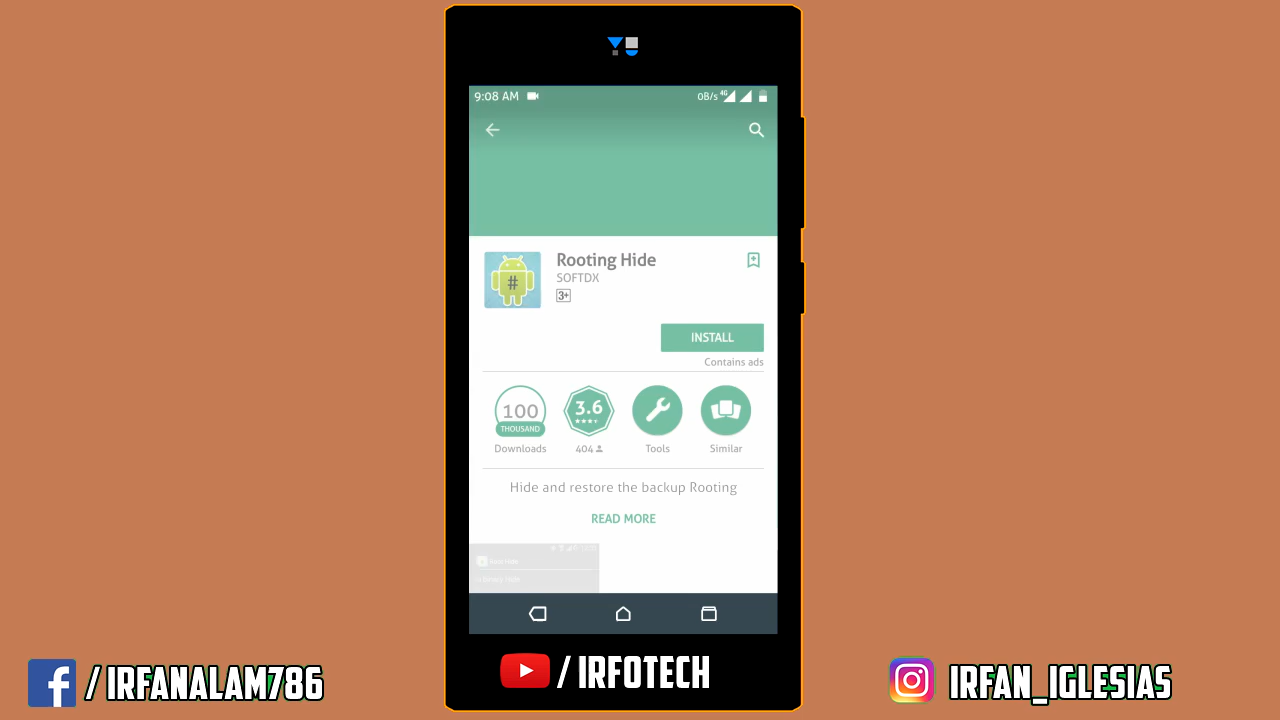 9:08 AM
0B/s 4G
Rooting Hide
SOFTDX
3+
#
INSTALL
Contains ads
100
THOUSAND
3.6
Downloads
404
Tools
Similar
Hide and restore the backup Rooting
READ MORE
/ IRFANALAM786
/ IRFOTECH
IRFAN_IGLESIAS